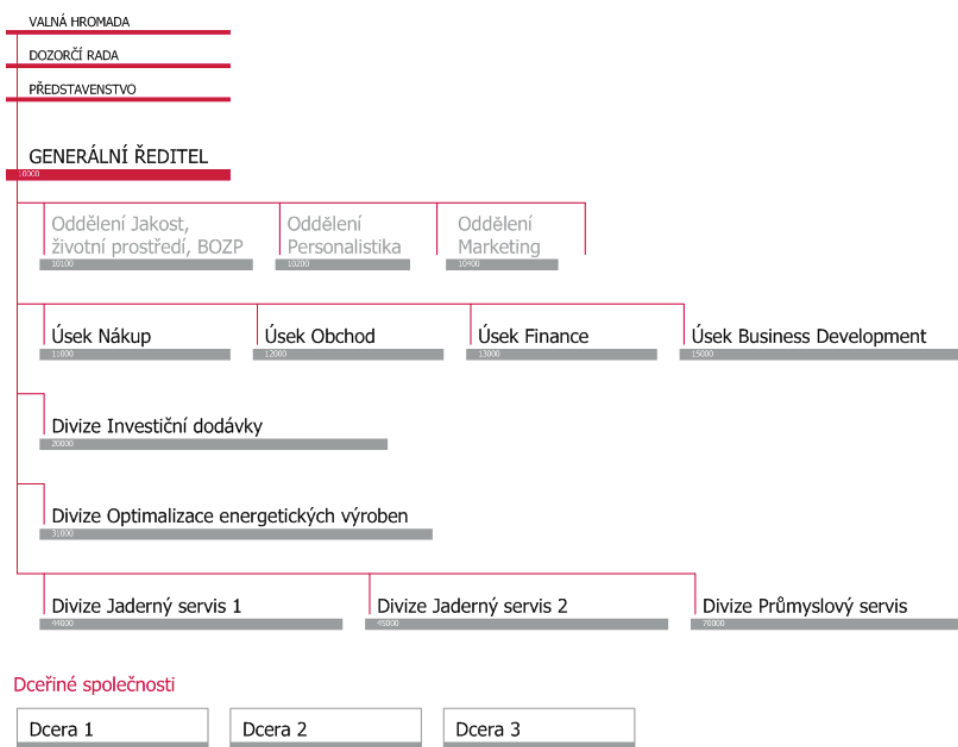 VALNÁ HROMADA
DOZORČÍ RADA
PŘEDSTAVENSTVO
GENERÁLNÍ ŘEDITEL
10000
Oddělení Jakost,
životní prostředí, BOZP
10100
Oddělení
Personalistika
10200
Oddělení
Marketing
10400
Úsek Nákup
11000
Úsek Obchod
12000
Úsek Finance
13000
Úsek Business Development
15000
Divize Investiční dodávky
20000
Divize Optimalizace energetických výroben
31000
Divize Jaderný servis 1
44000
Divize Jaderný servis 2
45000
Divize Průmyslový servis
70000
Dceřiné společnosti
Dcera 1
Dcera 2
Dcera 3